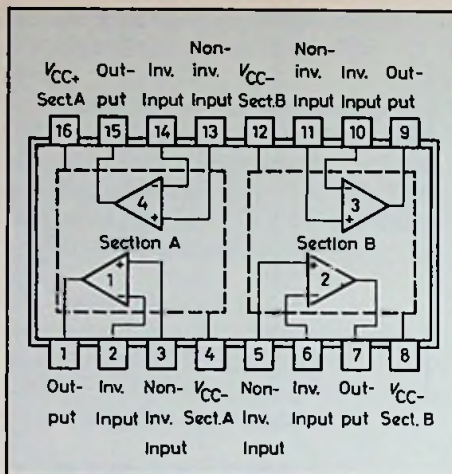 Non- Non-
VCC+ Out- Inv. inv. VCC- inv. Inv. Out-
Sect.A put Input Input Sect.B Input Input put
16 15 14 13 12 11 10 9
- -
4 3
+ +
Section A Section B
+ +
1 2
- -
1 2 3 4 5 6 7 8
Out- Inv. Non- VCC- Non- Inv. Out- VCC-
put Input Inv. Sect.A Inv. Input put Sect. B
Input Input